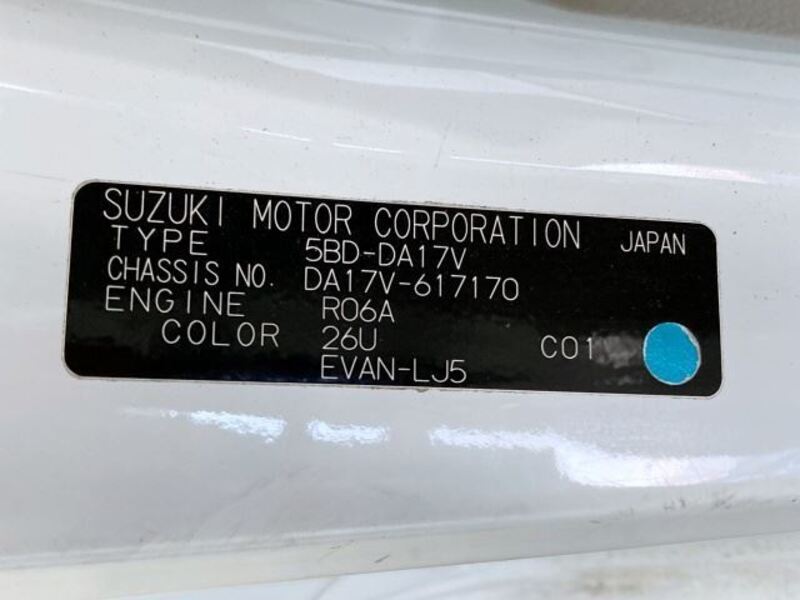 SUZUKI MOTOR CORPORATION JAPAN
TYPE 5BD-DA17V
CHASSIS NO. DA17V-617170
ENGINE R06A
COLOR 26U C01
EVAN-LJ5